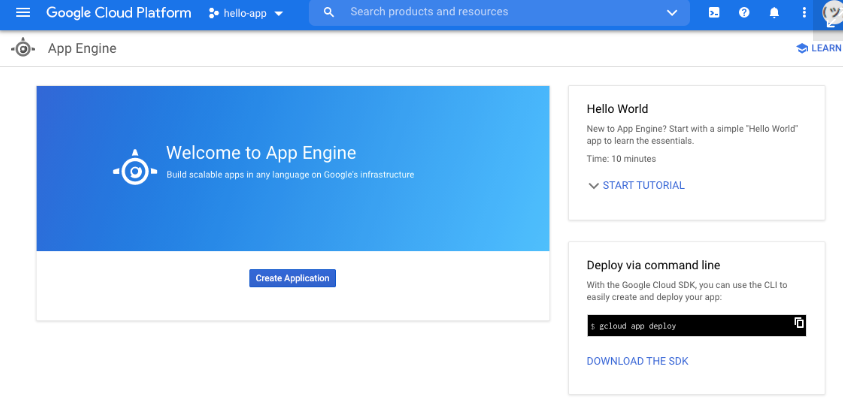 Google Cloud Platform
hello-app
Search products and resources
App Engine
LEARN
Welcome to App Engine
Build scalable apps in any language on Google's infrastructure
Create Application
Hello World
New to App Engine? Start with a simple "Hello World"
app to learn the essentials.
Time: 10 minutes
START TUTORIAL
Deploy via command line
With the Google Cloud SDK, you can use the CLI to
easily create and deploy your app:
$ gcloud app deploy
DOWNLOAD THE SDK